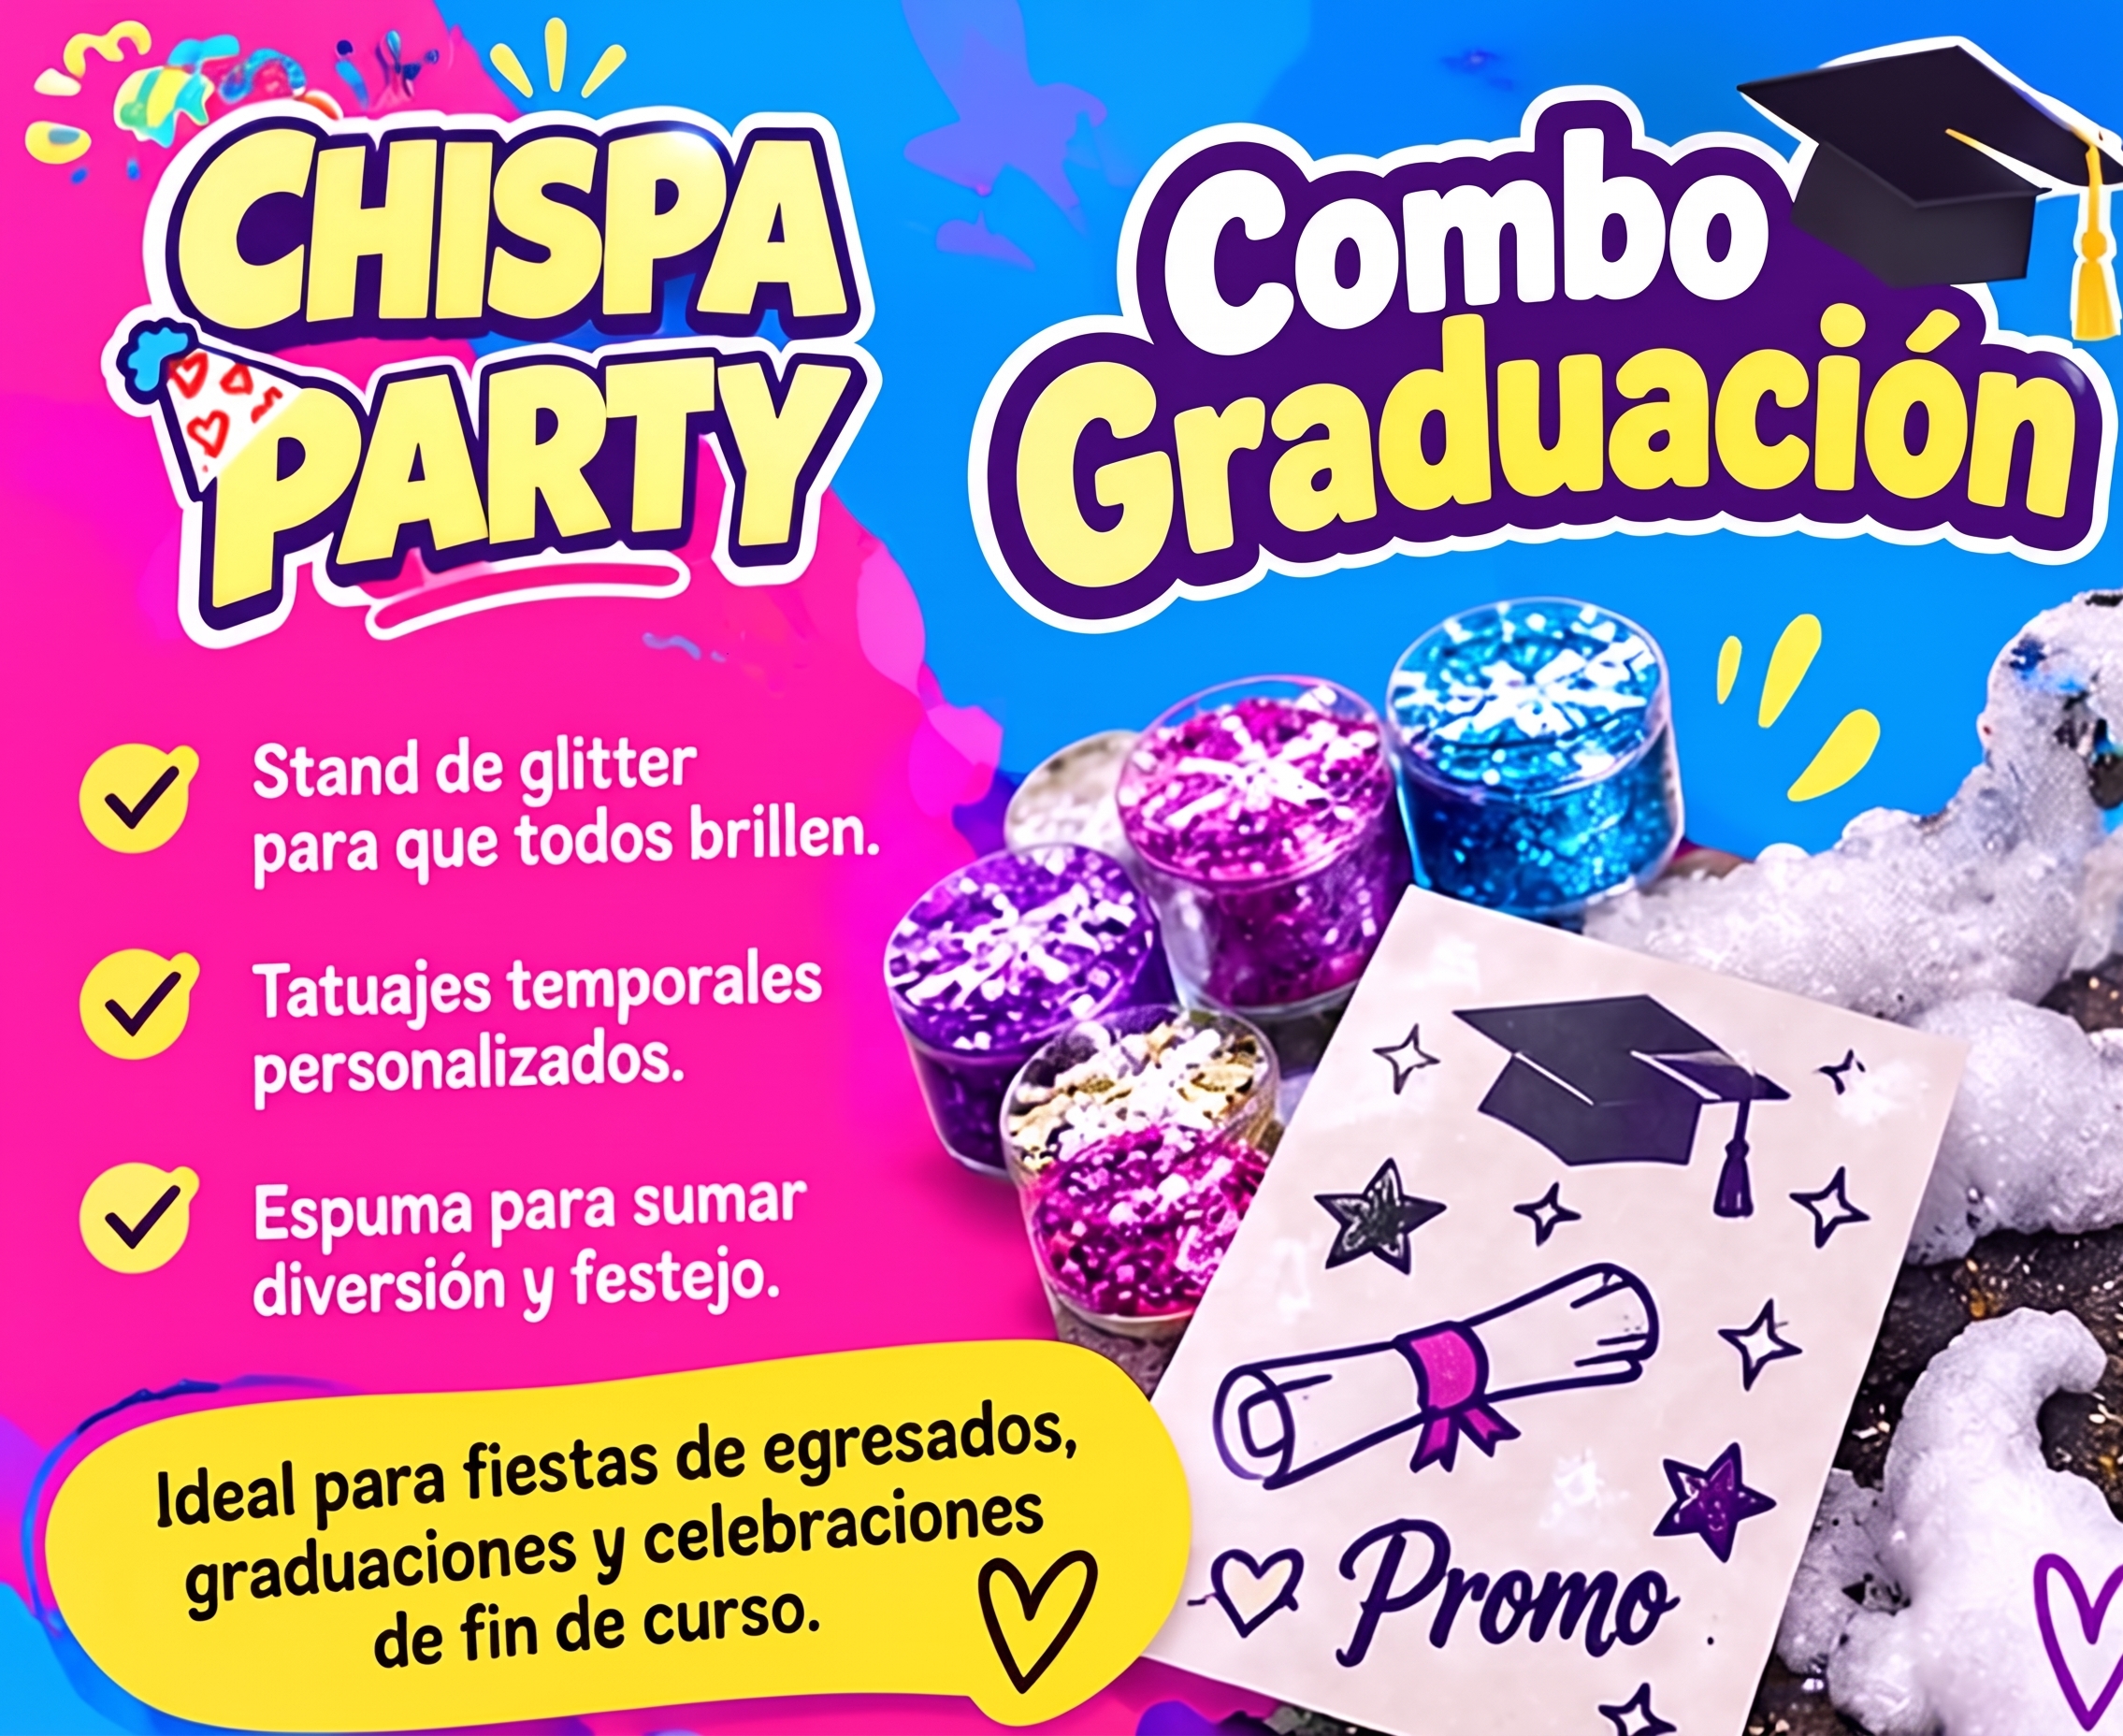 CHISPA
PARTY
Combo
Graduación
Stand de glitter
para que todos brillen.
Tatuajes temporales
personalizados.
Espuma para sumar
diversión y festejo.
Ideal para fiestas de egresados,
graduaciones y celebraciones
de fin de curso.
Promo